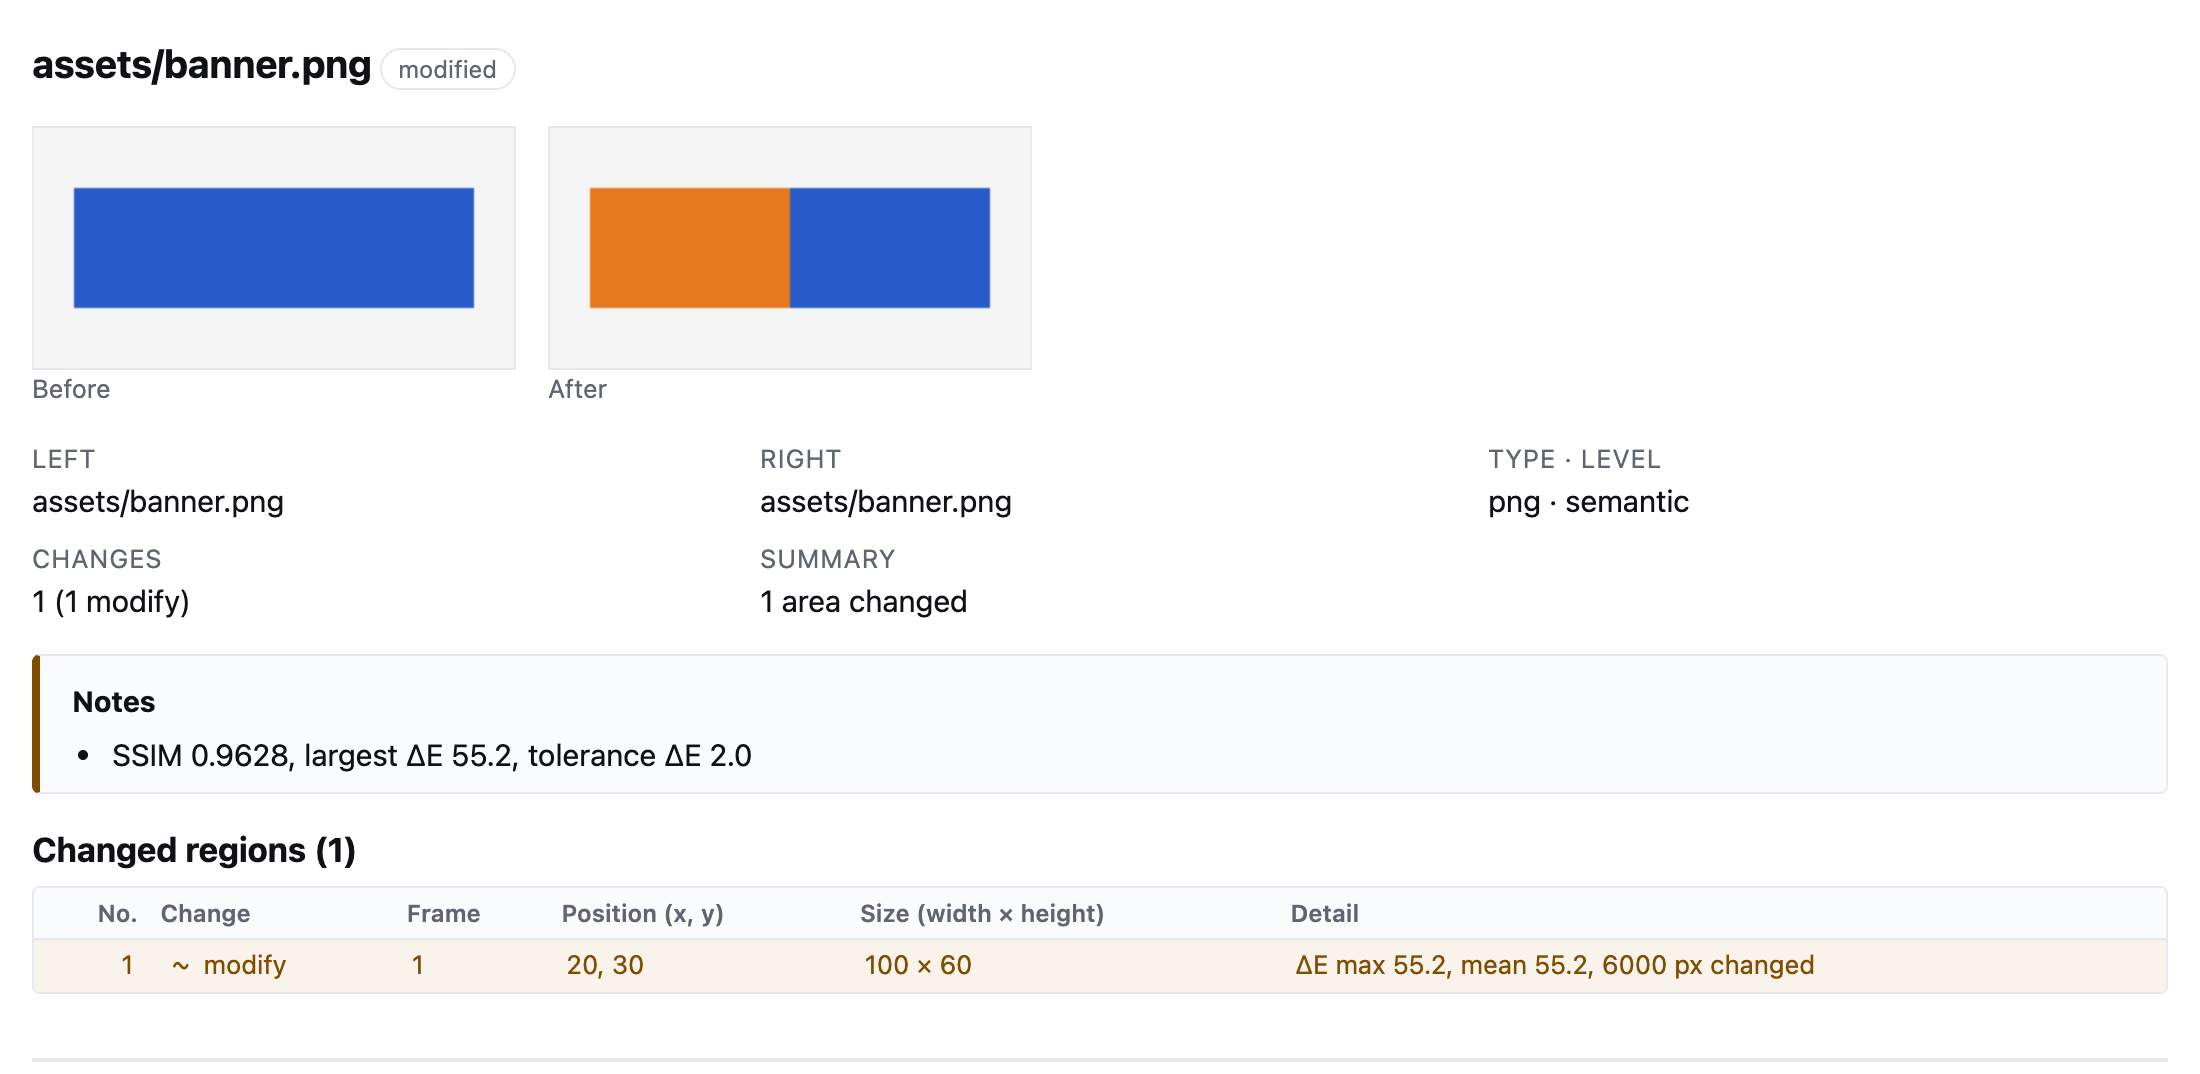 assets/banner.png modified
Before
After
LEFT
RIGHT
TYPE · LEVEL
assets/banner.png
assets/banner.png
png · semantic
CHANGES
SUMMARY
1 (1 modify)
1 area changed
Notes
• SSIM 0.9628, largest ΔE 55.2, tolerance ΔE 2.0
Changed regions (1)
No. Change Frame Position (x, y) Size (width × height) Detail
1 ~ modify 1 20, 30 100 × 60 ΔE max 55.2, mean 55.2, 6000 px changed